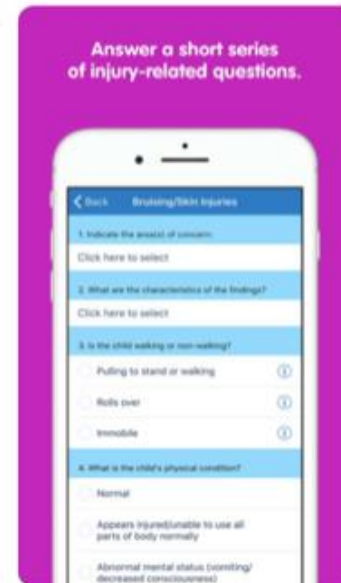 Answer a short series
of injury-related questions.
Back Bruising/Skin Injuries
1. Indicate the area(s) of concern:
Click here to select
2. What are the characteristics of the findings?
Click here to select
3. Is the child walking or non-walking?
Pulling to stand or walking
Rolls over
Immobile
4. What is the child's physical condition?
Normal
Appears injured/unable to use all
parts of body normally
Abnormal mental status (vomiting/
decreased consciousness)